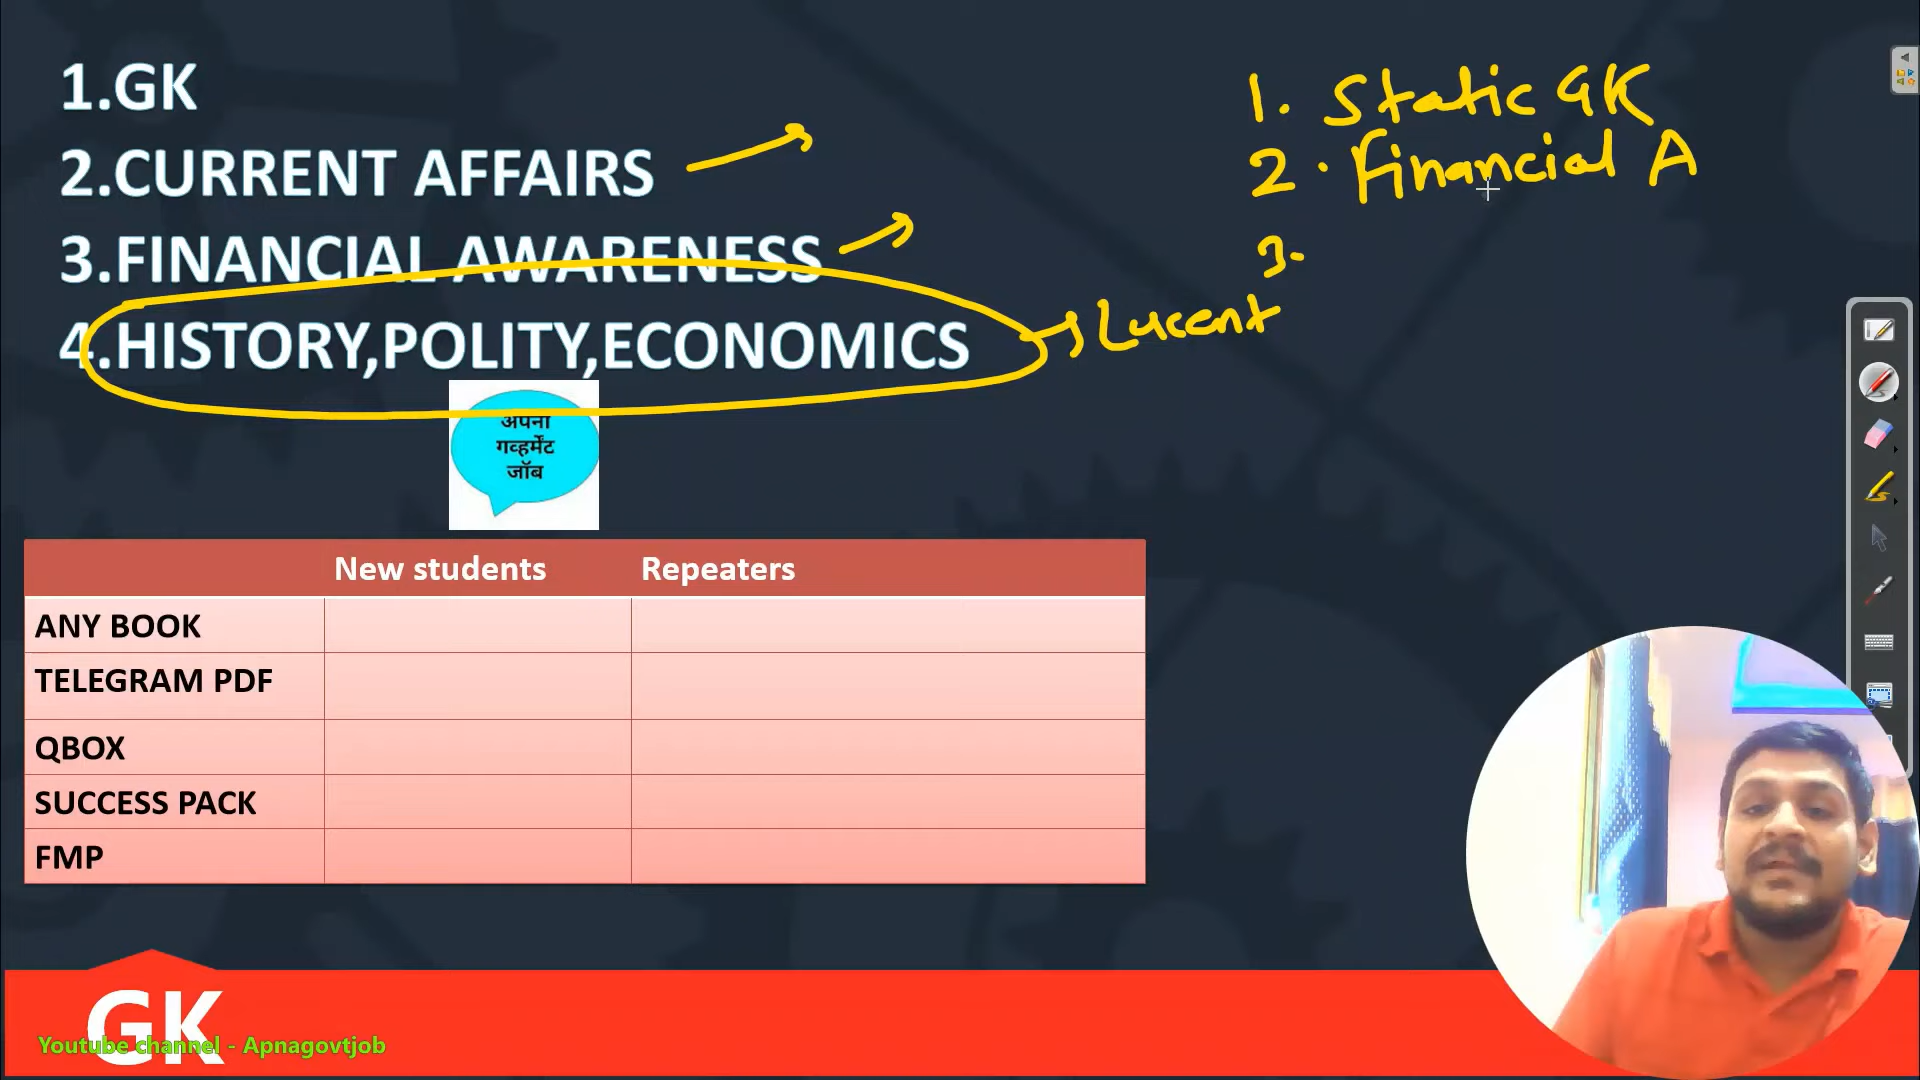 1.GK
2.CURRENT AFFAIRS
3.FINANCIAL AWARENESS
4.HISTORY,POLITY,ECONOMICS
1. Static GK
2. Financial A
3.
Lucent
अपना
गव्हर्मेंट
जॉब
New students Repeaters
ANY BOOK
TELEGRAM PDF
QBOX
SUCCESS PACK
FMP
GK
Youtube channel - Apnagovtjob